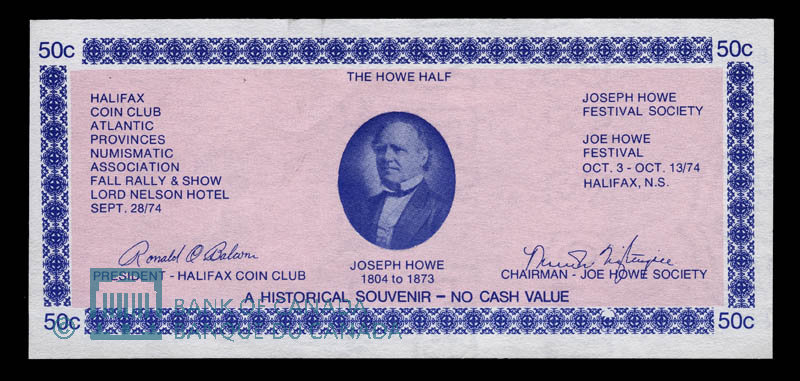 50c
50c
THE HOWE HALF
HALIFAX
COIN CLUB
ATLANTIC
PROVINCES
NUMISMATIC
ASSOCIATION
FALL RALLY & SHOW
LORD NELSON HOTEL
SEPT. 28/74
JOSEPH HOWE
FESTIVAL SOCIETY
JOE HOWE
FESTIVAL
OCT. 3 - OCT. 13/74
HALIFAX, N.S.
Ronald
PRESIDENT - HALIFAX COIN CLUB
JOSEPH HOWE
1804 to 1873
CHAIRMAN - JOE HOWE SOCIETY
A HISTORICAL SOUVENIR – NO CASH VALUE
50c
50c
© BANK OF CANADA
BANQUE DU CANADA